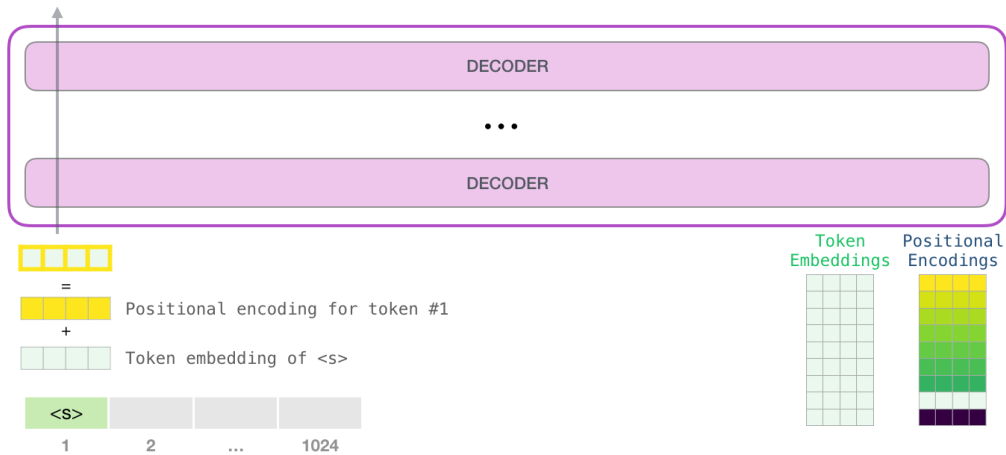 DECODER
...
DECODER
Token Embeddings
Positional Encodings
=
Positional encoding for token #1
+
Token embedding of <s>
<s>
1 2 ... 1024